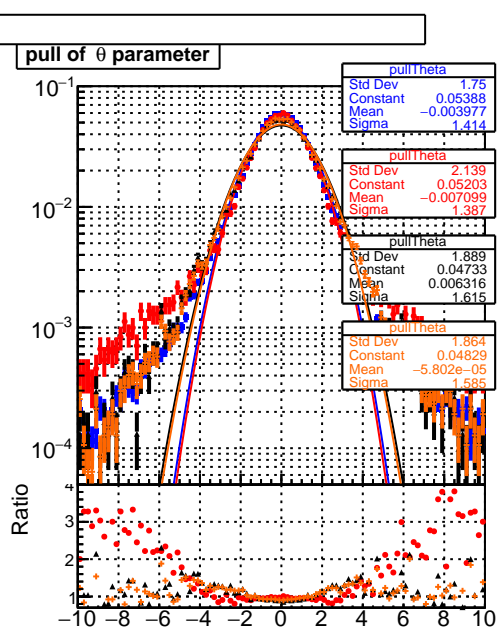 pull of θ parameter
pullTheta
Std Dev 1.75
Constant 0.05388
Mean −0.003977
Sigma 1.414
pullTheta
Std Dev 2.139
Constant 0.05203
Mean −0.007099
Sigma 1.387
pullTheta
Std Dev 1.889
Constant 0.04733
Mean 0.006316
Sigma 1.615
pullTheta
Std Dev 1.864
Constant 0.04829
Mean −5.802e−05
Sigma 1.585
10⁻¹
10⁻²
10⁻³
10⁻⁴
Ratio
4
3
2
1
−10 −8 −6 −4 −2 0 2 4 6 8 10